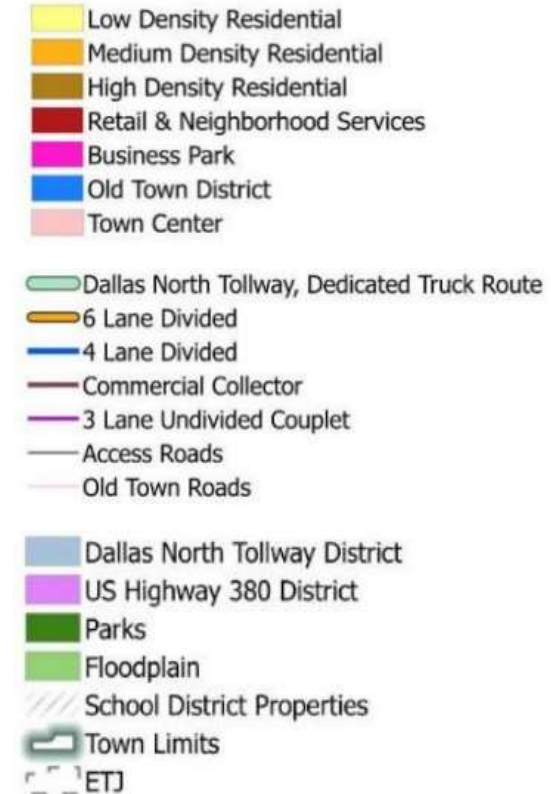 Low Density Residential
Medium Density Residential
High Density Residential
Retail & Neighborhood Services
Business Park
Old Town District
Town Center
Dallas North Tollway, Dedicated Truck Route
6 Lane Divided
4 Lane Divided
Commercial Collector
3 Lane Undivided Couplet
Access Roads
Old Town Roads
Dallas North Tollway District
US Highway 380 District
Parks
Floodplain
School District Properties
Town Limits
ETJ